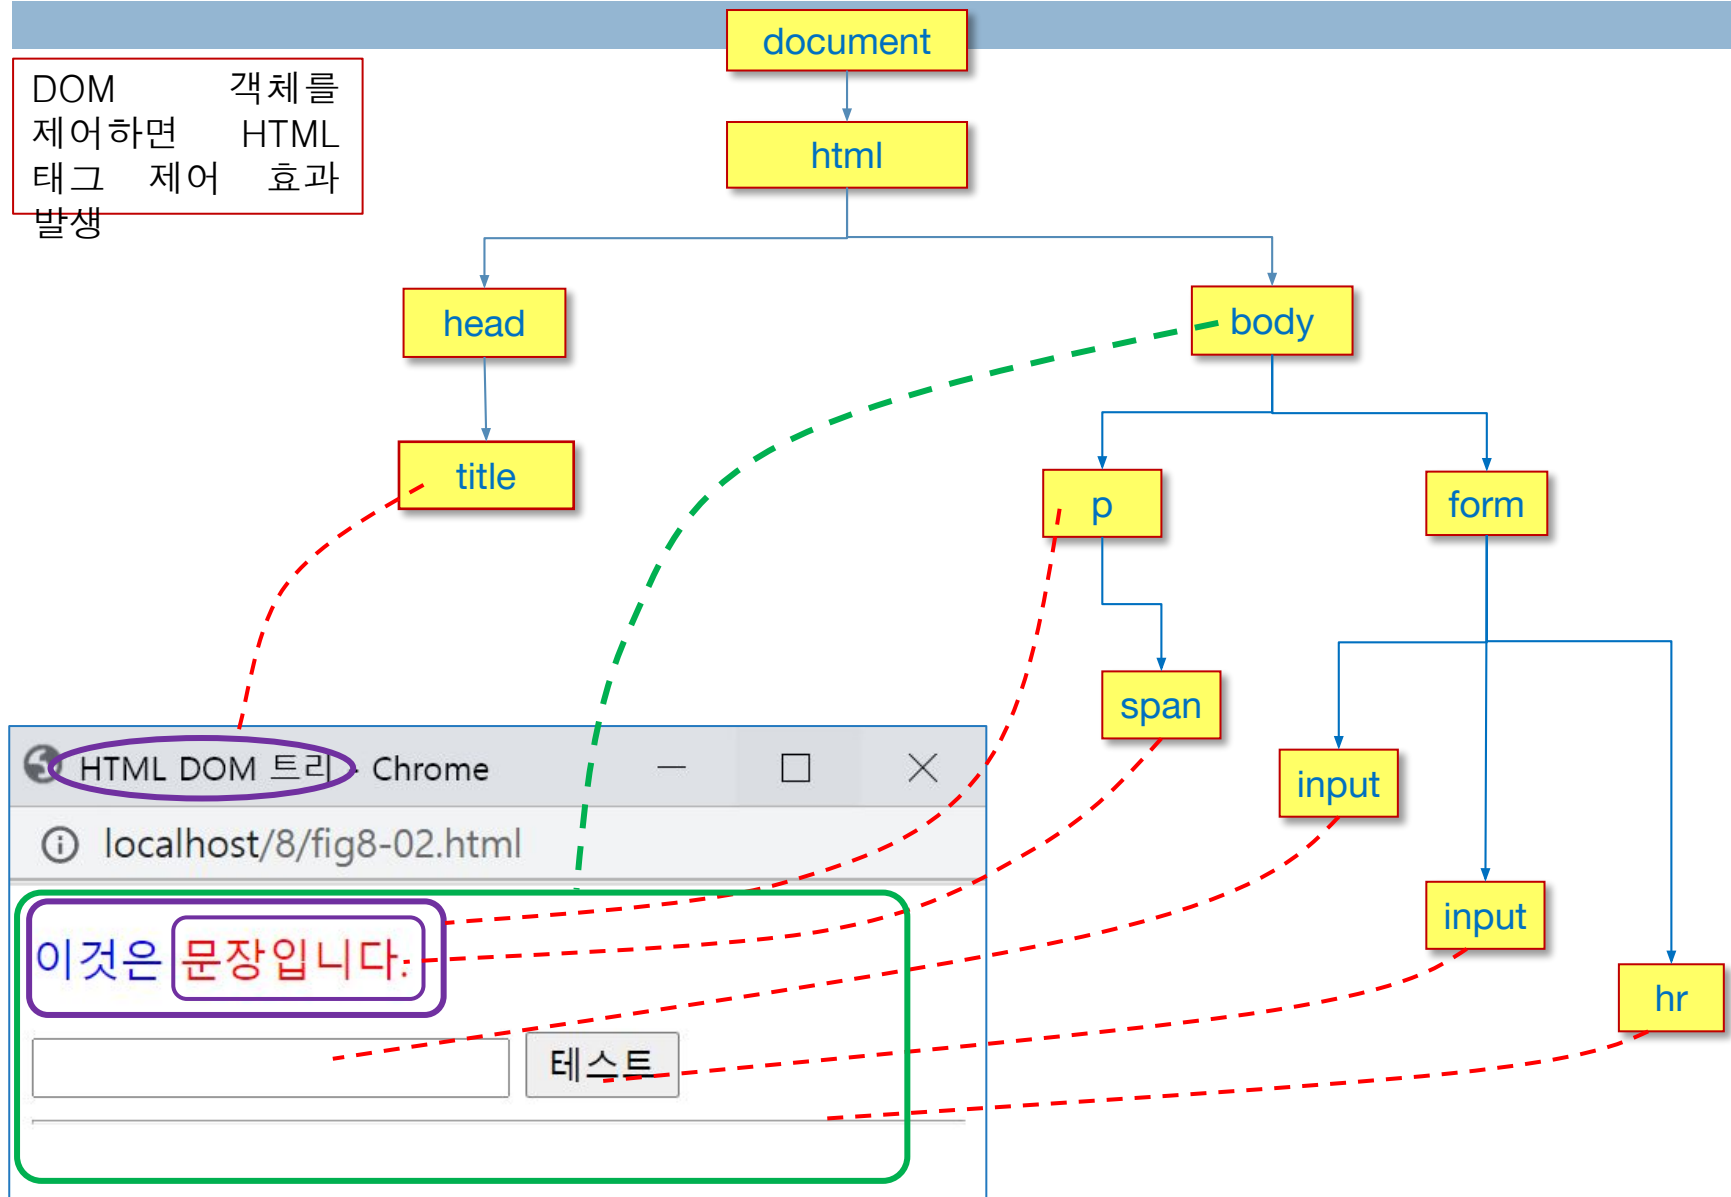 document
DOM 객체를
제어하면 HTML
태그 제어 효과
발생
html
head
body
title
p
form
span
input
input
hr
HTML DOM 트리 - Chrome
localhost/8/fig8-02.html
이것은 문장입니다.
테스트